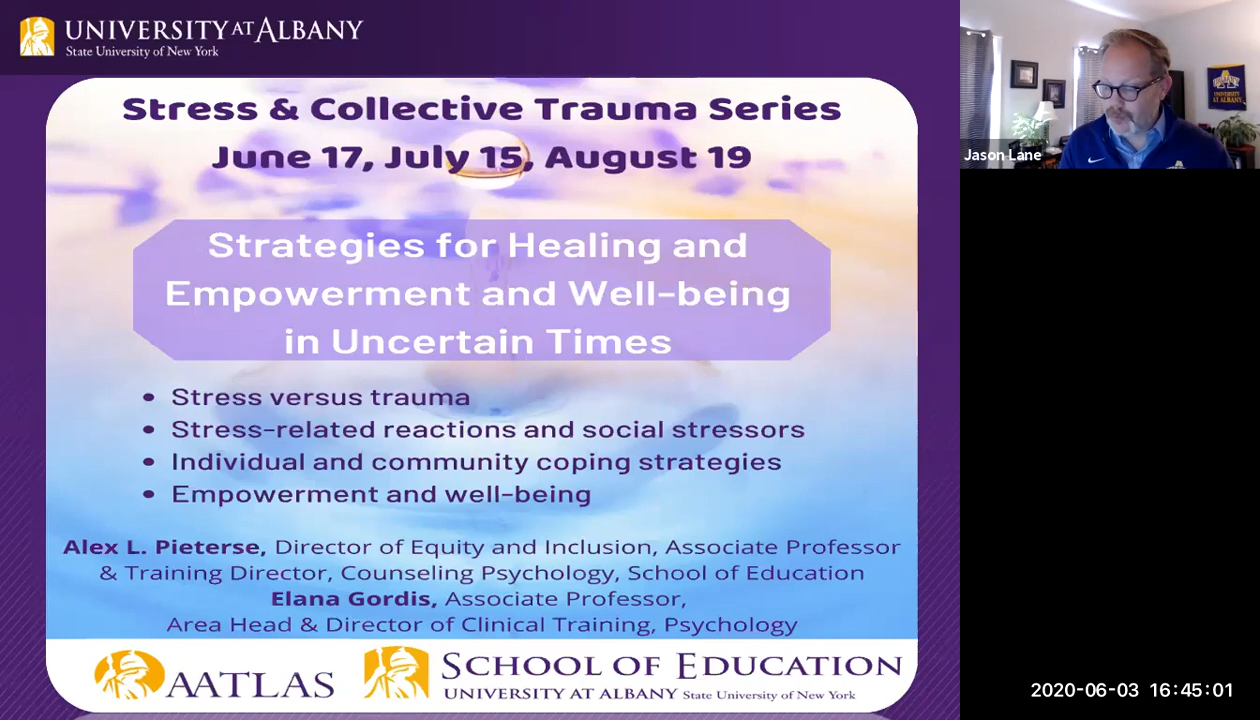 UNIVERSITY AT ALBANY
State University of New York
Stress & Collective Trauma Series
June 17, July 15, August 19
Strategies for Healing and
Empowerment and Well-being
in Uncertain Times
• Stress versus trauma
• Stress-related reactions and social stressors
• Individual and community coping strategies
• Empowerment and well-being
Alex L. Pieterse, Director of Equity and Inclusion, Associate Professor
& Training Director, Counseling Psychology, School of Education
Elana Gordis, Associate Professor,
Area Head & Director of Clinical Training, Psychology
AATLAS
SCHOOL OF EDUCATION
UNIVERSITY AT ALBANY State University of New York
Jason Lane
UNIVERSITY
AT ALBANY
2020-06-03 16:45:01